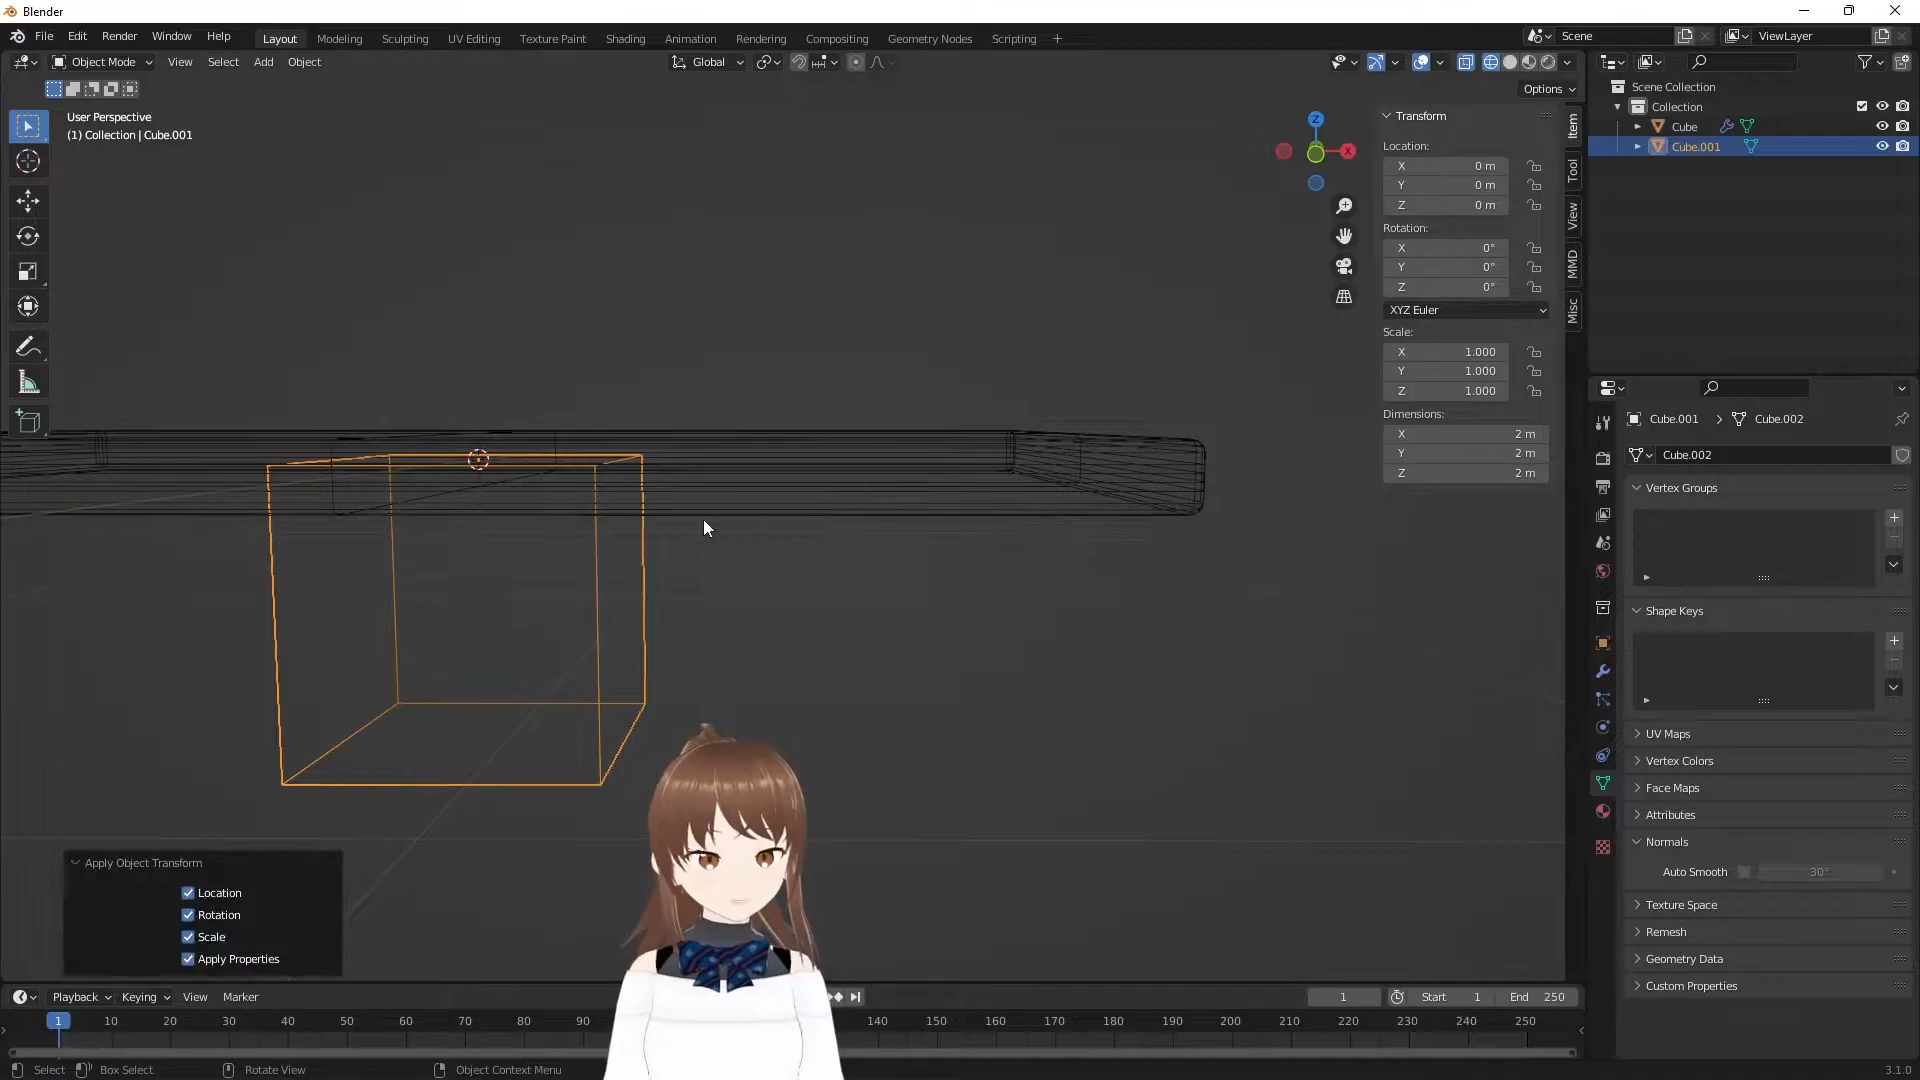 Blender
File Edit Render Window Help
Layout Modeling Sculpting UV Editing Texture Paint Shading Animation Rendering Compositing Geometry Nodes Scripting +
Scene
ViewLayer
Object Mode View Select Add Object
Global
Options
User Perspective
(1) Collection | Cube.001
Z
X
Transform
Location:
X 0 m
Y 0 m
Z 0 m
Rotation:
X 0°
Y 0°
Z 0°
XYZ Euler
Scale:
X 1.000
Y 1.000
Z 1.000
Dimensions:
X 2 m
Y 2 m
Z 2 m
Item
Tool
View
MMD
Misc
Scene Collection
Collection
Cube
Cube.001
Cube.001 > Cube.002
Cube.002
Vertex Groups
Shape Keys
UV Maps
Vertex Colors
Face Maps
Attributes
Normals
Auto Smooth 30°
Texture Space
Remesh
Geometry Data
Custom Properties
Apply Object Transform
Location
Rotation
Scale
Apply Properties
Playback Keying View Marker
1 Start 1 End 250
1 10 20 30 40 50 60 70 80 90 140 150 160 170 180 190 200 210 220 230 240 250
Select Box Select Rotate View Object Context Menu
3.1.0